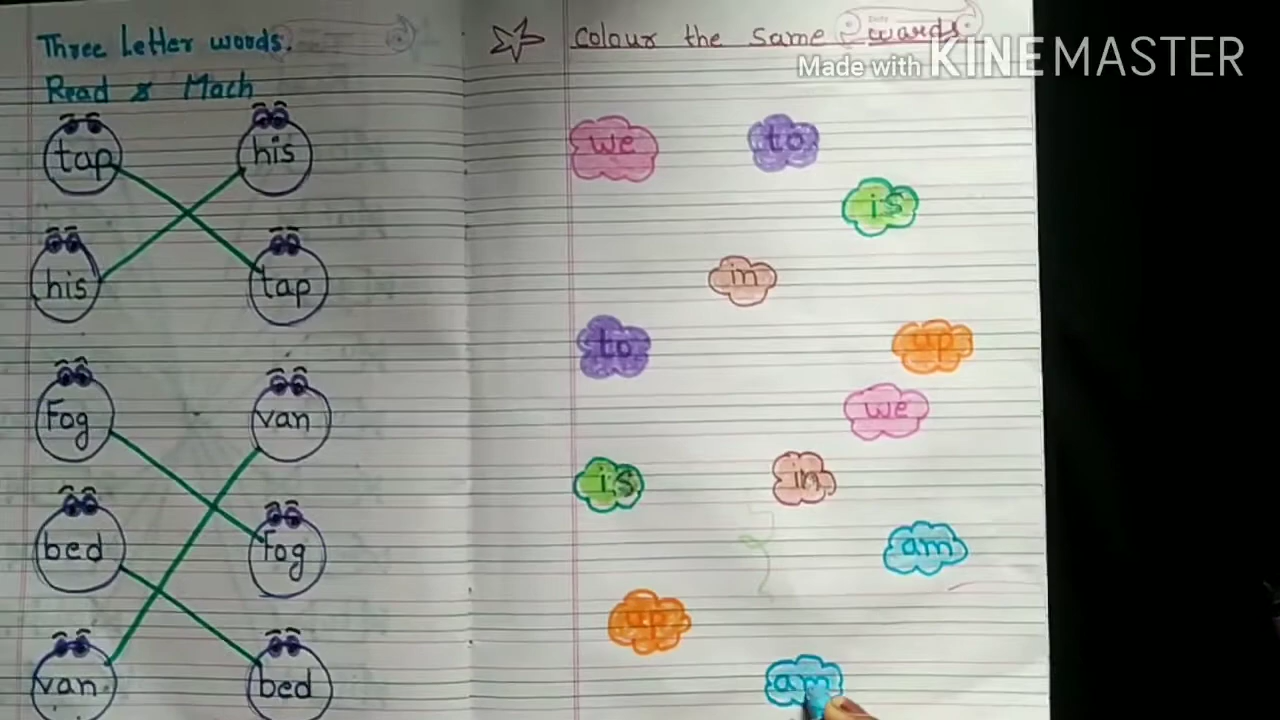 Three Letter words.
Read & Mach
tap his
his tap
Fog van
bed fog
van bed
Colour the same words
Made with KINEMASTER
we to
is
in
to up
we
is in
am
up
am